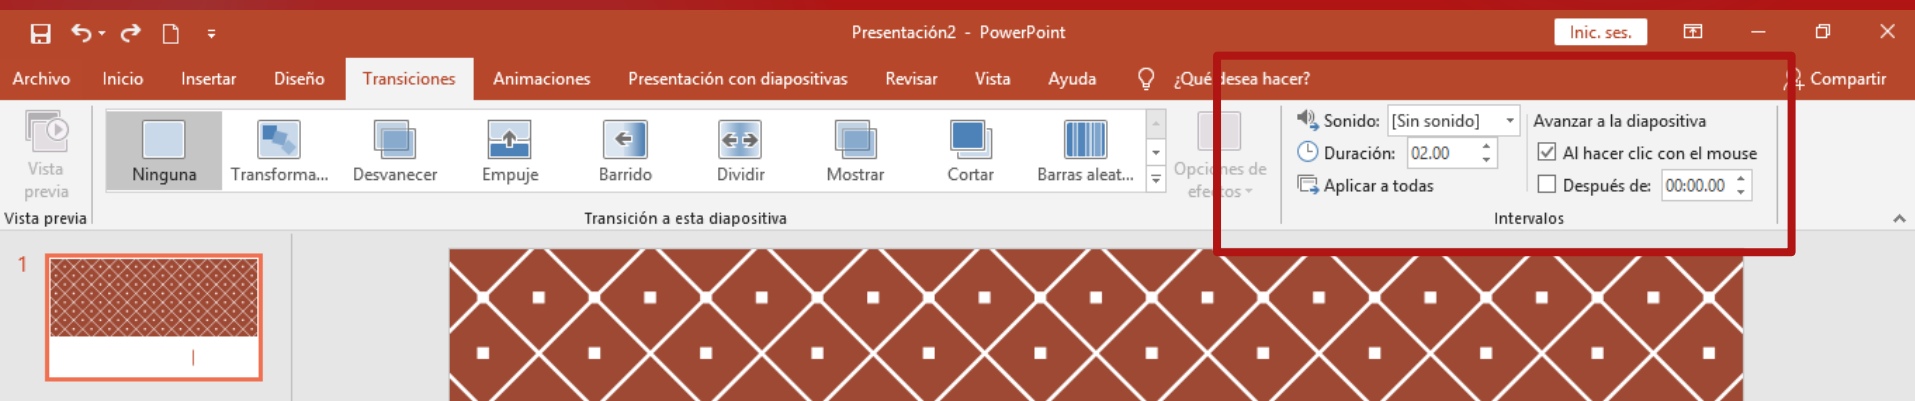 Presentación2 - PowerPoint
Inic. ses.
Archivo Inicio Insertar Diseño Transiciones Animaciones Presentación con diapositivas Revisar Vista Ayuda ¿Qué desea hacer? Compartir
Vista previa
Ninguna Transforma... Desvanecer Empuje Barrido Dividir Mostrar Cortar Barras aleat...
Opciones de efectos
Sonido: [Sin sonido]
Duración: 02.00
Aplicar a todas
Avanzar a la diapositiva
Al hacer clic con el mouse
Después de: 00:00.00
Vista previa Transición a esta diapositiva Intervalos
1